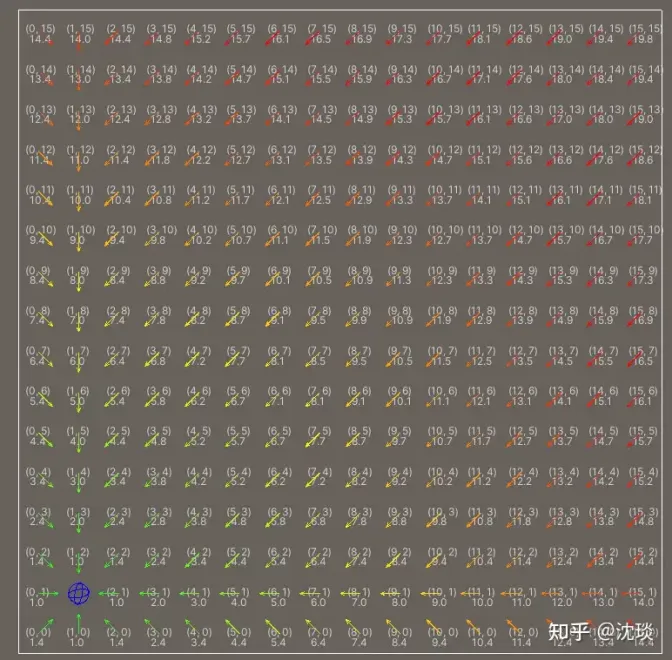 (0, 15) (1, 15) (2, 15) (3, 15) (4, 15) (5, 15) (6, 15) (7, 15) (8, 15) (9, 15) (10, 15) (11, 15) (12, 15) (13, 15) (14, 15) (15, 15)
14.4 14.0 14.4 14.8 15.2 15.7 16.1 16.5 16.9 17.3 17.7 18.1 18.6 19.0 19.4 19.8
(0, 14) (1, 14) (2, 14) (3, 14) (4, 14) (5, 14) (6, 14) (7, 14) (8, 14) (9, 14) (10, 14) (11, 14) (12, 14) (13, 14) (14, 14) (15, 14)
13.4 13.0 13.4 13.8 14.2 14.7 15.1 15.5 15.9 16.3 16.7 17.1 17.6 18.0 18.4 19.4
(0, 13) (1, 13) (2, 13) (3, 13) (4, 13) (5, 13) (6, 13) (7, 13) (8, 13) (9, 13) (10, 13) (11, 13) (12, 13) (13, 13) (14, 13) (15, 13)
12.4 12.0 12.4 12.8 13.2 13.7 14.1 14.5 14.9 15.3 15.7 16.1 16.6 17.0 18.0 19.0
(0, 12) (1, 12) (2, 12) (3, 12) (4, 12) (5, 12) (6, 12) (7, 12) (8, 12) (9, 12) (10, 12) (11, 12) (12, 12) (13, 12) (14, 12) (15, 12)
11.4 11.0 11.4 11.8 12.2 12.7 13.1 13.5 13.9 14.3 14.7 15.1 15.6 16.6 17.6 18.6
(0, 11) (1, 11) (2, 11) (3, 11) (4, 11) (5, 11) (6, 11) (7, 11) (8, 11) (9, 11) (10, 11) (11, 11) (12, 11) (13, 11) (14, 11) (15, 11)
10.4 10.0 10.4 10.8 11.2 11.7 12.1 12.5 12.9 13.3 13.7 14.1 15.1 16.1 17.1 18.1
(0, 10) (1, 10) (2, 10) (3, 10) (4, 10) (5, 10) (6, 10) (7, 10) (8, 10) (9, 10) (10, 10) (11, 10) (12, 10) (13, 10) (14, 10) (15, 10)
9.4 9.0 9.4 9.8 10.2 10.7 11.1 11.5 11.9 12.3 12.7 13.7 14.7 15.7 16.7 17.7
(0, 9) (1, 9) (2, 9) (3, 9) (4, 9) (5, 9) (6, 9) (7, 9) (8, 9) (9, 9) (10, 9) (11, 9) (12, 9) (13, 9) (14, 9) (15, 9)
8.4 8.0 8.4 8.8 9.2 9.7 10.1 10.5 10.9 11.3 12.3 13.3 14.3 15.3 16.3 17.3
(0, 8) (1, 8) (2, 8) (3, 8) (4, 8) (5, 8) (6, 8) (7, 8) (8, 8) (9, 8) (10, 8) (11, 8) (12, 8) (13, 8) (14, 8) (15, 8)
7.4 7.0 7.4 7.8 8.2 8.7 9.1 9.5 9.9 10.9 11.9 12.9 13.9 14.9 15.9 16.9
(0, 7) (1, 7) (2, 7) (3, 7) (4, 7) (5, 7) (6, 7) (7, 7) (8, 7) (9, 7) (10, 7) (11, 7) (12, 7) (13, 7) (14, 7) (15, 7)
6.4 6.0 6.4 6.8 7.2 7.7 8.1 8.5 9.5 10.5 11.5 12.5 13.5 14.5 15.5 16.5
(0, 6) (1, 6) (2, 6) (3, 6) (4, 6) (5, 6) (6, 6) (7, 6) (8, 6) (9, 6) (10, 6) (11, 6) (12, 6) (13, 6) (14, 6) (15, 6)
5.4 5.0 5.4 5.8 6.2 6.7 7.1 8.1 9.1 10.1 11.1 12.1 13.1 14.1 15.1 16.1
(0, 5) (1, 5) (2, 5) (3, 5) (4, 5) (5, 5) (6, 5) (7, 5) (8, 5) (9, 5) (10, 5) (11, 5) (12, 5) (13, 5) (14, 5) (15, 5)
4.4 4.0 4.4 4.8 5.2 5.7 6.7 7.7 8.7 9.7 10.7 11.7 12.7 13.7 14.7 15.7
(0, 4) (1, 4) (2, 4) (3, 4) (4, 4) (5, 4) (6, 4) (7, 4) (8, 4) (9, 4) (10, 4) (11, 4) (12, 4) (13, 4) (14, 4) (15, 4)
3.4 3.0 3.4 3.8 4.2 5.2 6.2 7.2 8.2 9.2 10.2 11.2 12.2 13.2 14.2 15.2
(0, 3) (1, 3) (2, 3) (3, 3) (4, 3) (5, 3) (6, 3) (7, 3) (8, 3) (9, 3) (10, 3) (11, 3) (12, 3) (13, 3) (14, 3) (15, 3)
2.4 2.0 2.4 2.8 3.8 4.8 5.8 6.8 7.8 8.8 9.8 10.8 11.8 12.8 13.8 14.8
(0, 2) (1, 2) (2, 2) (3, 2) (4, 2) (5, 2) (6, 2) (7, 2) (8, 2) (9, 2) (10, 2) (11, 2) (12, 2) (13, 2) (14, 2) (15, 2)
1.4 1.0 1.4 2.4 3.4 4.4 5.4 6.4 7.4 8.4 9.4 10.4 11.4 12.4 13.4 14.4
(0, 1) (2, 1) (3, 1) (4, 1) (5, 1) (6, 1) (7, 1) (8, 1) (9, 1) (10, 1) (11, 1) (12, 1) (13, 1) (14, 1) (15, 1)
1.0 1.0 2.0 3.0 4.0 5.0 6.0 7.0 8.0 9.0 10.0 11.0 12.0 13.0 14.0
(0, 0) (1, 0) (2, 0) (3, 0) (4, 0) (5, 0) (6, 0) (7, 0) (8, 0) (9, 0) (10, 0) (11, 0) (12, 0)
1.4 1.0 1.4 2.4 3.4 4.4 5.4 6.4 7.4 8.4 9.4 10.4 11.4 12.4 13.4 14.4
知乎 @沈琰